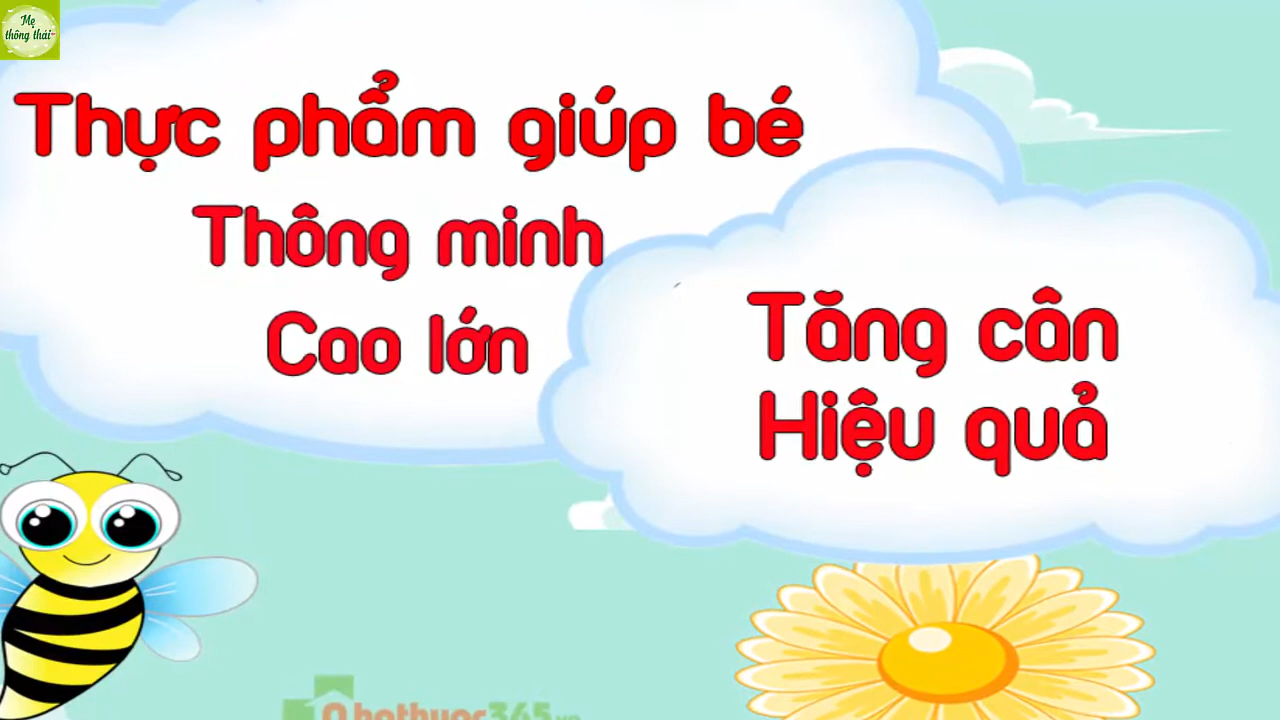 Mẹ
thông thái
Thực phẩm giúp bé
Thông minh
Cao lớn
Tăng cân
Hiệu quả